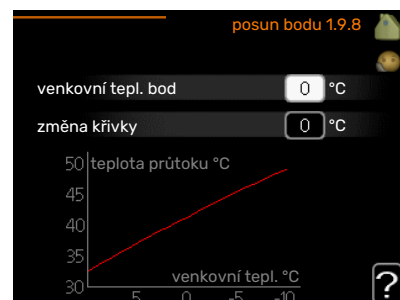 posun bodu 1.9.8
venkovní tepl. bod 0 °C
změna křivky 0 °C
50 teplota průtoku °C
45
40
35
venkovní tepl. °C
30 5 0 -5 -10
?